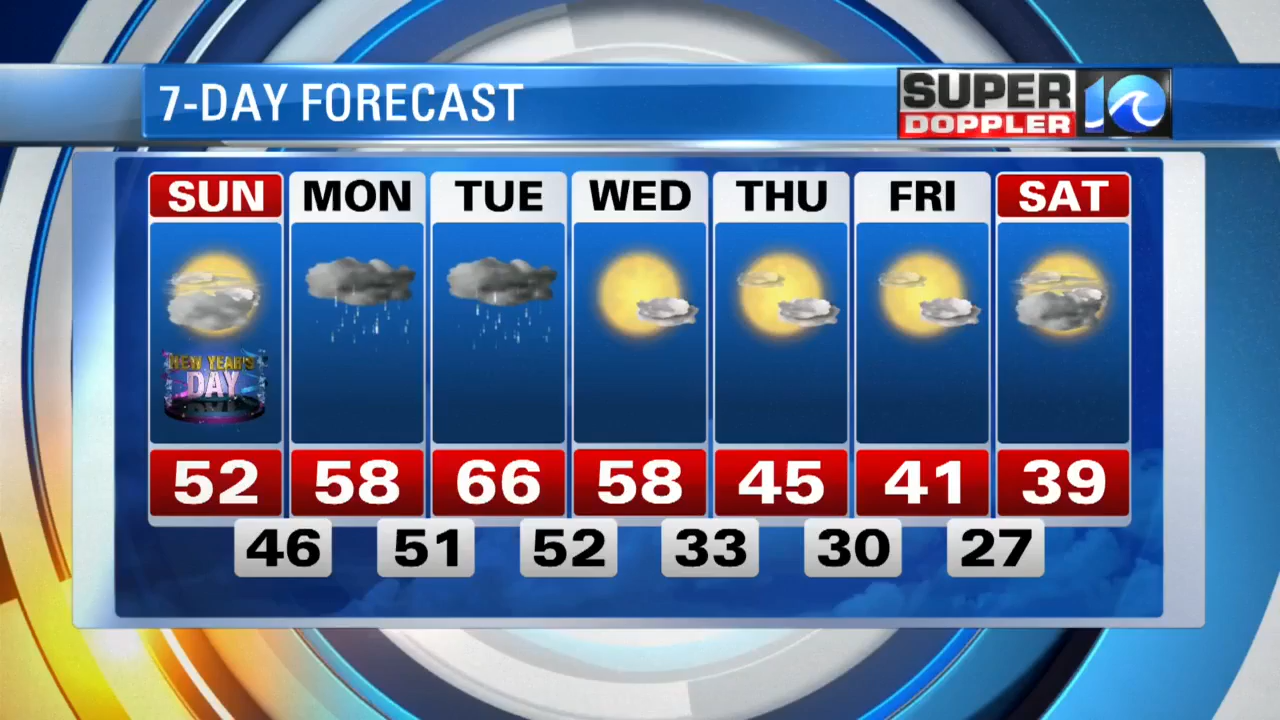 7-DAY FORECAST
SUPER
DOPPLER
10
SUN MON TUE WED THU FRI SAT
NEW YEAR'S
DAY
52 58 66 58 45 41 39
46 51 52 33 30 27